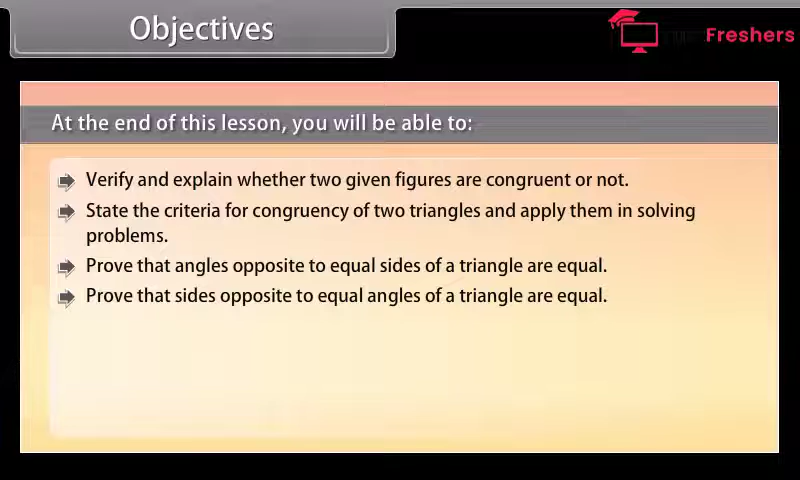 Objectives
Freshers
At the end of this lesson, you will be able to:
Verify and explain whether two given figures are congruent or not.
State the criteria for congruency of two triangles and apply them in solving
problems.
Prove that angles opposite to equal sides of a triangle are equal.
Prove that sides opposite to equal angles of a triangle are equal.